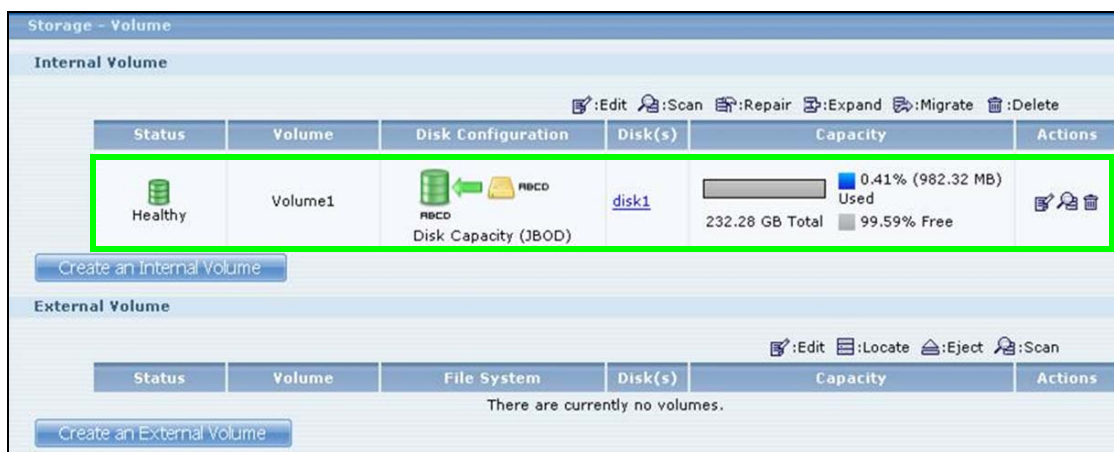 Storage - Volume
Internal Volume
:Edit :Scan :Repair :Expand :Migrate :Delete
Status Volume Disk Configuration Disk(s) Capacity Actions
Healthy Volume1 ABCD ABCD Disk Capacity (JBOD) disk1 232.28 GB Total 0.41% (982.32 MB) Used 99.59% Free
Create an Internal Volume
External Volume
:Edit :Locate :Eject :Scan
Status Volume File System Disk(s) Capacity Actions
There are currently no volumes.
Create an External Volume